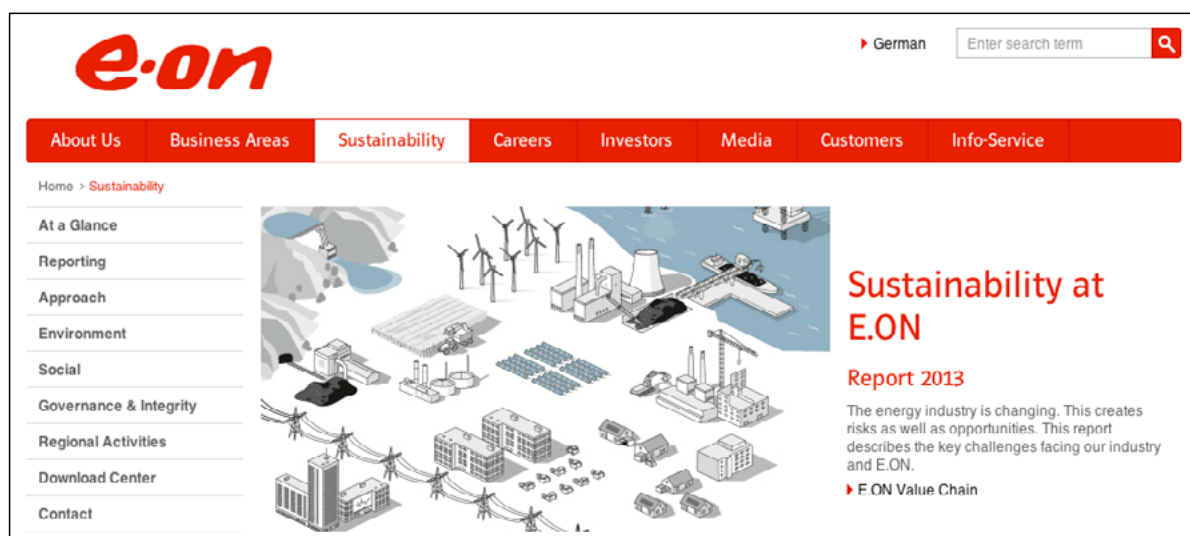 e·on
German
Enter search term
About Us Business Areas Sustainability Careers Investors Media Customers Info-Service
Home > Sustainability
At a Glance
Reporting
Approach
Environment
Social
Governance & Integrity
Regional Activities
Download Center
Contact
Sustainability at
E.ON
Report 2013
The energy industry is changing. This creates
risks as well as opportunities. This report
describes the key challenges facing our industry
and E.ON.
E.ON Value Chain